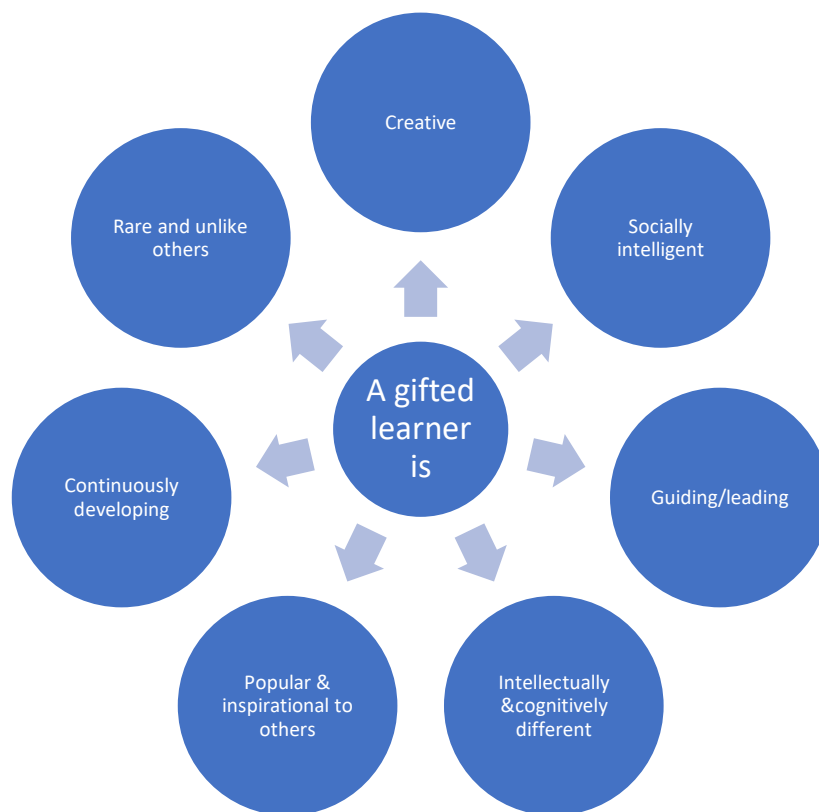 Creative
Socially
intelligent
Guiding/leading
Intellectually
&cognitively
different
Popular &
inspirational to
others
Continuously
developing
Rare and unlike
others
A gifted
learner
is